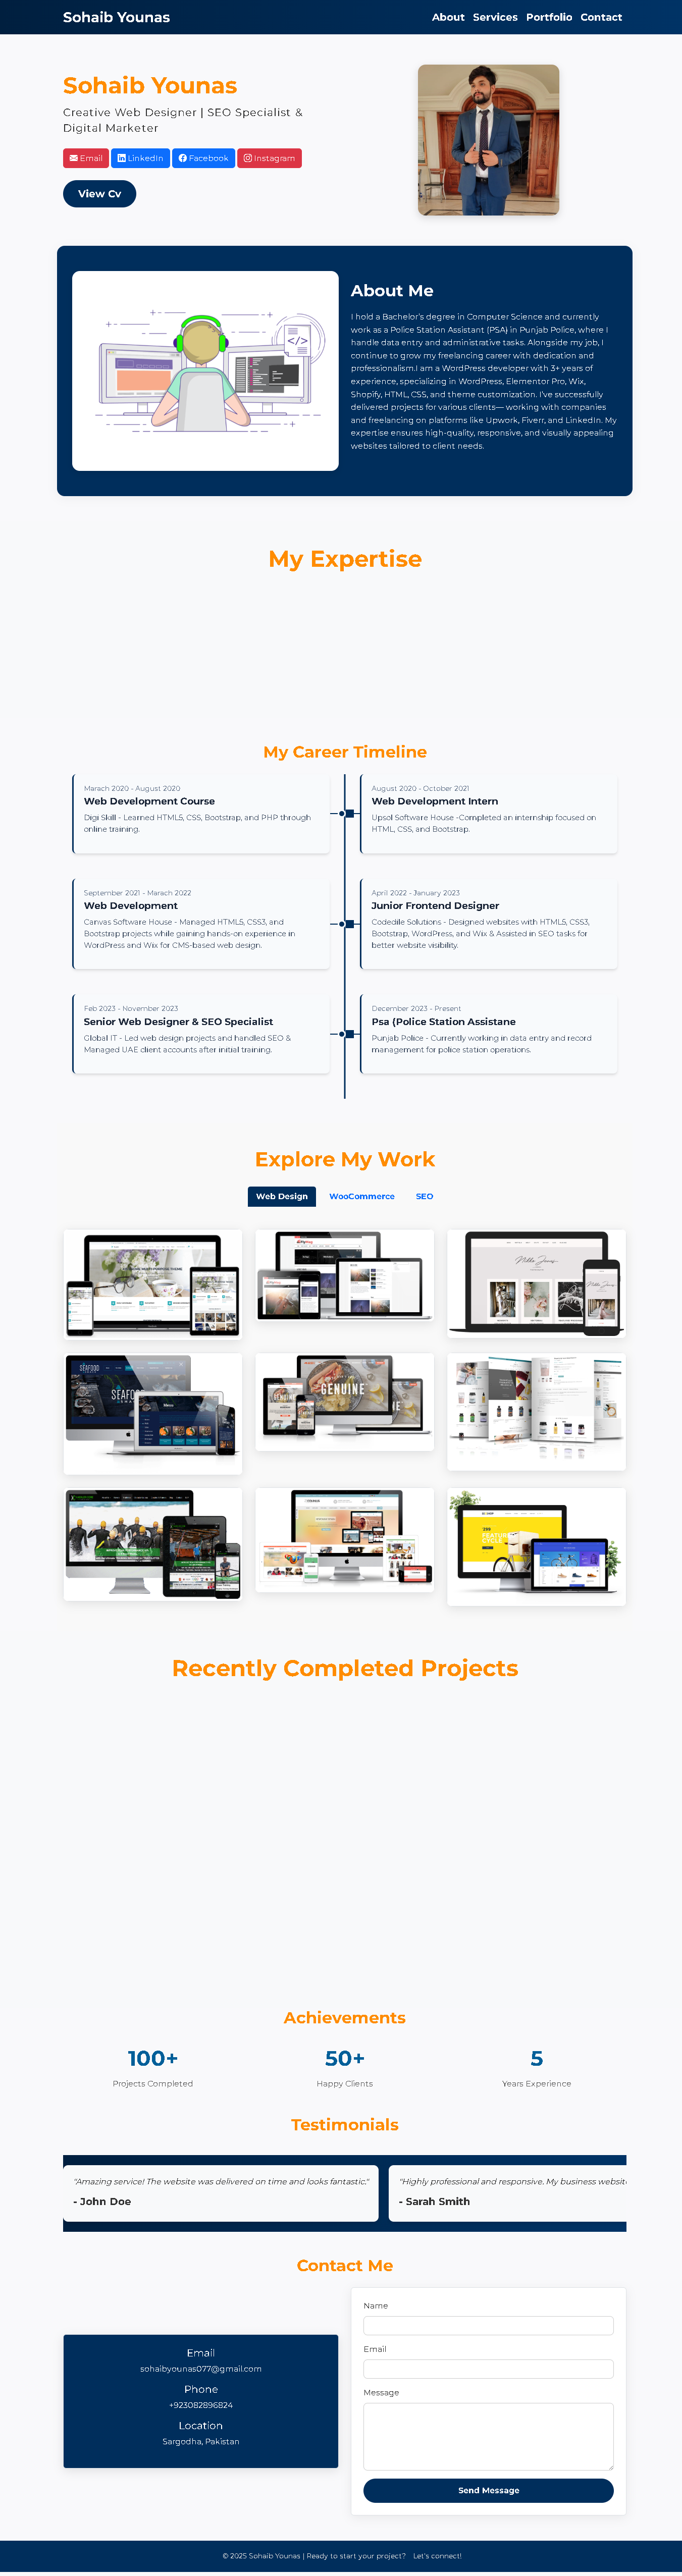 Sohaib Younas
About Services Portfolio Contact
Sohaib Younas
Creative Web Designer | SEO Specialist &
Digital Marketer
Email LinkedIn Facebook Instagram
View Cv
About Me
I hold a Bachelor's degree in Computer Science and currently
work as a Police Station Assistant (PSA) in Punjab Police, where I
handle data entry and administrative tasks. Alongside my job, I
continue to grow my freelancing career with dedication and
professionalism.I am a WordPress developer with 3+ years of
experience, specializing in WordPress, Elementor Pro, Wix,
Shopify, HTML, CSS, and theme customization. I've successfully
delivered projects for various clients— working with companies
and freelancing on platforms like Upwork, Fiverr, and LinkedIn. My
expertise ensures high-quality, responsive, and visually appealing
websites tailored to client needs.
My Expertise
My Career Timeline
Marach 2020 - August 2020
Web Development Course
Digi Skilll - Learned HTML5, CSS, Bootstrap, and PHP through
online training.
August 2020 - October 2021
Web Development Intern
Upsol Software House -Completed an internship focused on
HTML, CSS, and Bootstrap.
September 2021 - Marach 2022
Web Development
Canvas Software House - Managed HTML5, CSS3, and
Bootstrap projects while gaining hands-on experience in
WordPress and Wix for CMS-based web design.
April 2022 - January 2023
Junior Frontend Designer
Codedile Solutions - Designed websites with HTML5, CSS3,
Bootstrap, WordPress, and Wix & Assisted in SEO tasks for
better website visibility.
Feb 2023 - November 2023
Senior Web Designer & SEO Specialist
Global IT - Led web design projects and handled SEO &
Managed UAE client accounts after initial training.
December 2023 - Present
Psa (Police Station Assistane
Punjab Police - Currently working in data entry and record
management for police station operations.
Explore My Work
Web Design WooCommerce SEO
SEAFOOD
GENUINE
Recently Completed Projects
Achievements
100+
Projects Completed
50+
Happy Clients
5
Years Experience
Testimonials
"Amazing service! The website was delivered on time and looks fantastic."
- John Doe
"Highly professional and responsive. My business website
- Sarah Smith
Contact Me
Email
sohaibyounas077@gmail.com
Phone
+923082896824
Location
Sargodha, Pakistan
Name
Email
Message
Send Message
© 2025 Sohaib Younas | Ready to start your project? Let's connect!